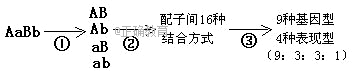 AaBb
①
AB
Ab
aB
ab
②
配子间16种
结合方式
③
9种基因型
4种表现型
(9：3：3：1)